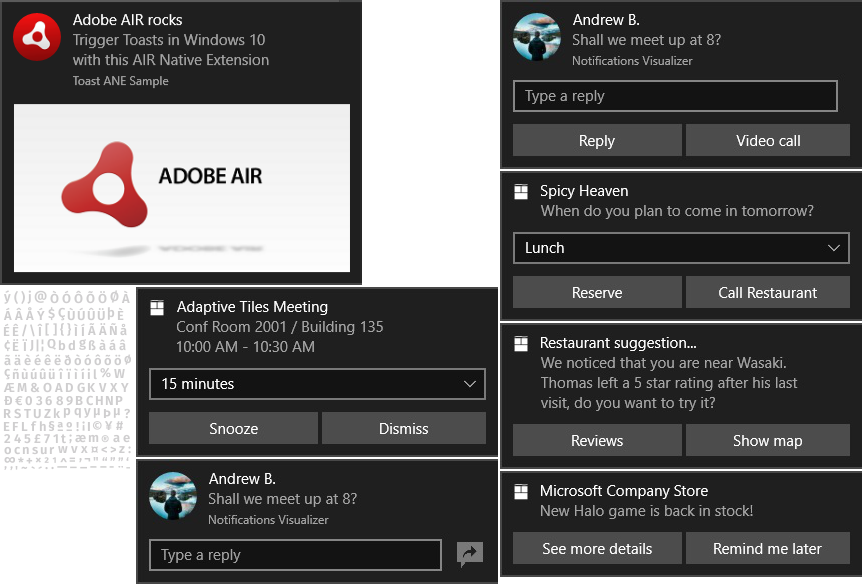 Adobe AIR rocks
Trigger Toasts in Windows 10
with this AIR Native Extension
Toast ANE Sample
ADOBE AIR
Adaptive Tiles Meeting
Conf Room 2001 / Building 135
10:00 AM - 10:30 AM
15 minutes
Snooze Dismiss
Andrew B.
Shall we meet up at 8?
Notifications Visualizer
Type a reply
Andrew B.
Shall we meet up at 8?
Notifications Visualizer
Type a reply
Reply Video call
Spicy Heaven
When do you plan to come in tomorrow?
Lunch
Reserve Call Restaurant
Restaurant suggestion...
We noticed that you are near Wasaki.
Thomas left a 5 star rating after his last
visit, do you want to try it?
Reviews Show map
Microsoft Company Store
New Halo game is back in stock!
See more details Remind me later